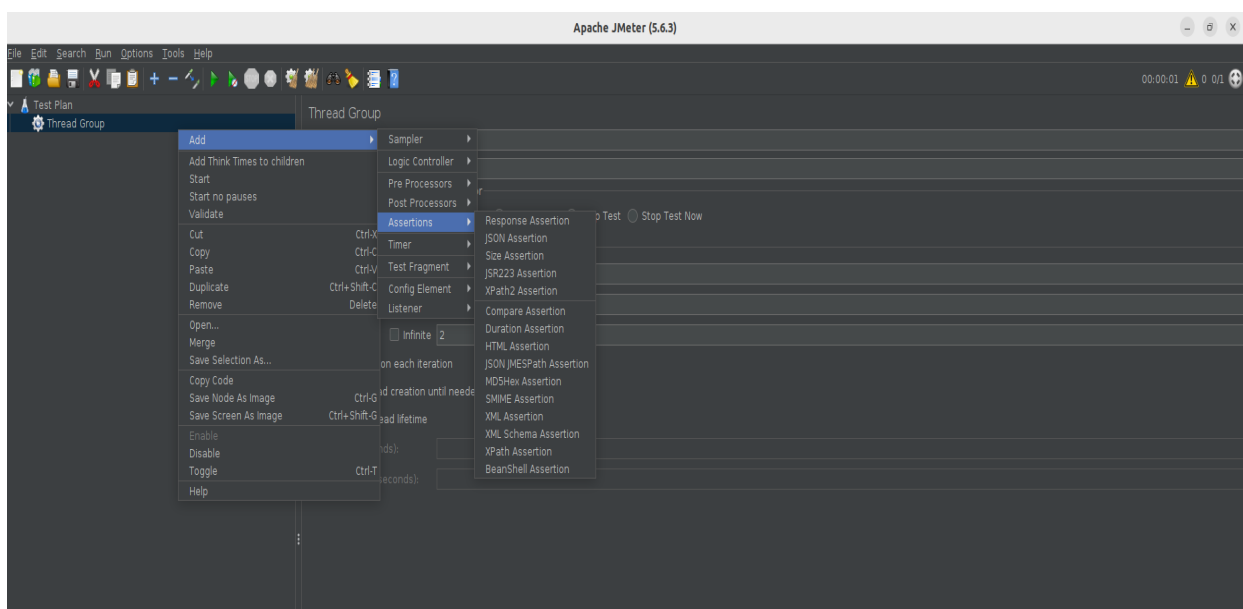 Apache JMeter (5.6.3)
File Edit Search Run Options Tools Help
00:00:01 0 0/1
Test Plan
Thread Group
Thread Group
Add
Add Think Times to children
Start
Start no pauses
Validate
Cut Ctrl-X
Copy Ctrl-C
Paste Ctrl-V
Duplicate Ctrl+Shift-C
Remove Delete
Open...
Merge
Save Selection As...
Copy Code
Save Node As Image Ctrl-G
Save Screen As Image Ctrl+Shift-G
Enable
Disable
Toggle Ctrl-T
Help
Sampler
Logic Controller
Pre Processors
Post Processors
Assertions
Timer
Test Fragment
Config Element
Listener
Response Assertion
JSON Assertion
Size Assertion
JSR223 Assertion
XPath2 Assertion
Compare Assertion
Duration Assertion
HTML Assertion
JSON JMESPath Assertion
MD5Hex Assertion
SMIME Assertion
XML Assertion
XML Schema Assertion
XPath Assertion
BeanShell Assertion
Test Stop Test Now
Infinite 2
on each iteration
creation until
lifetime